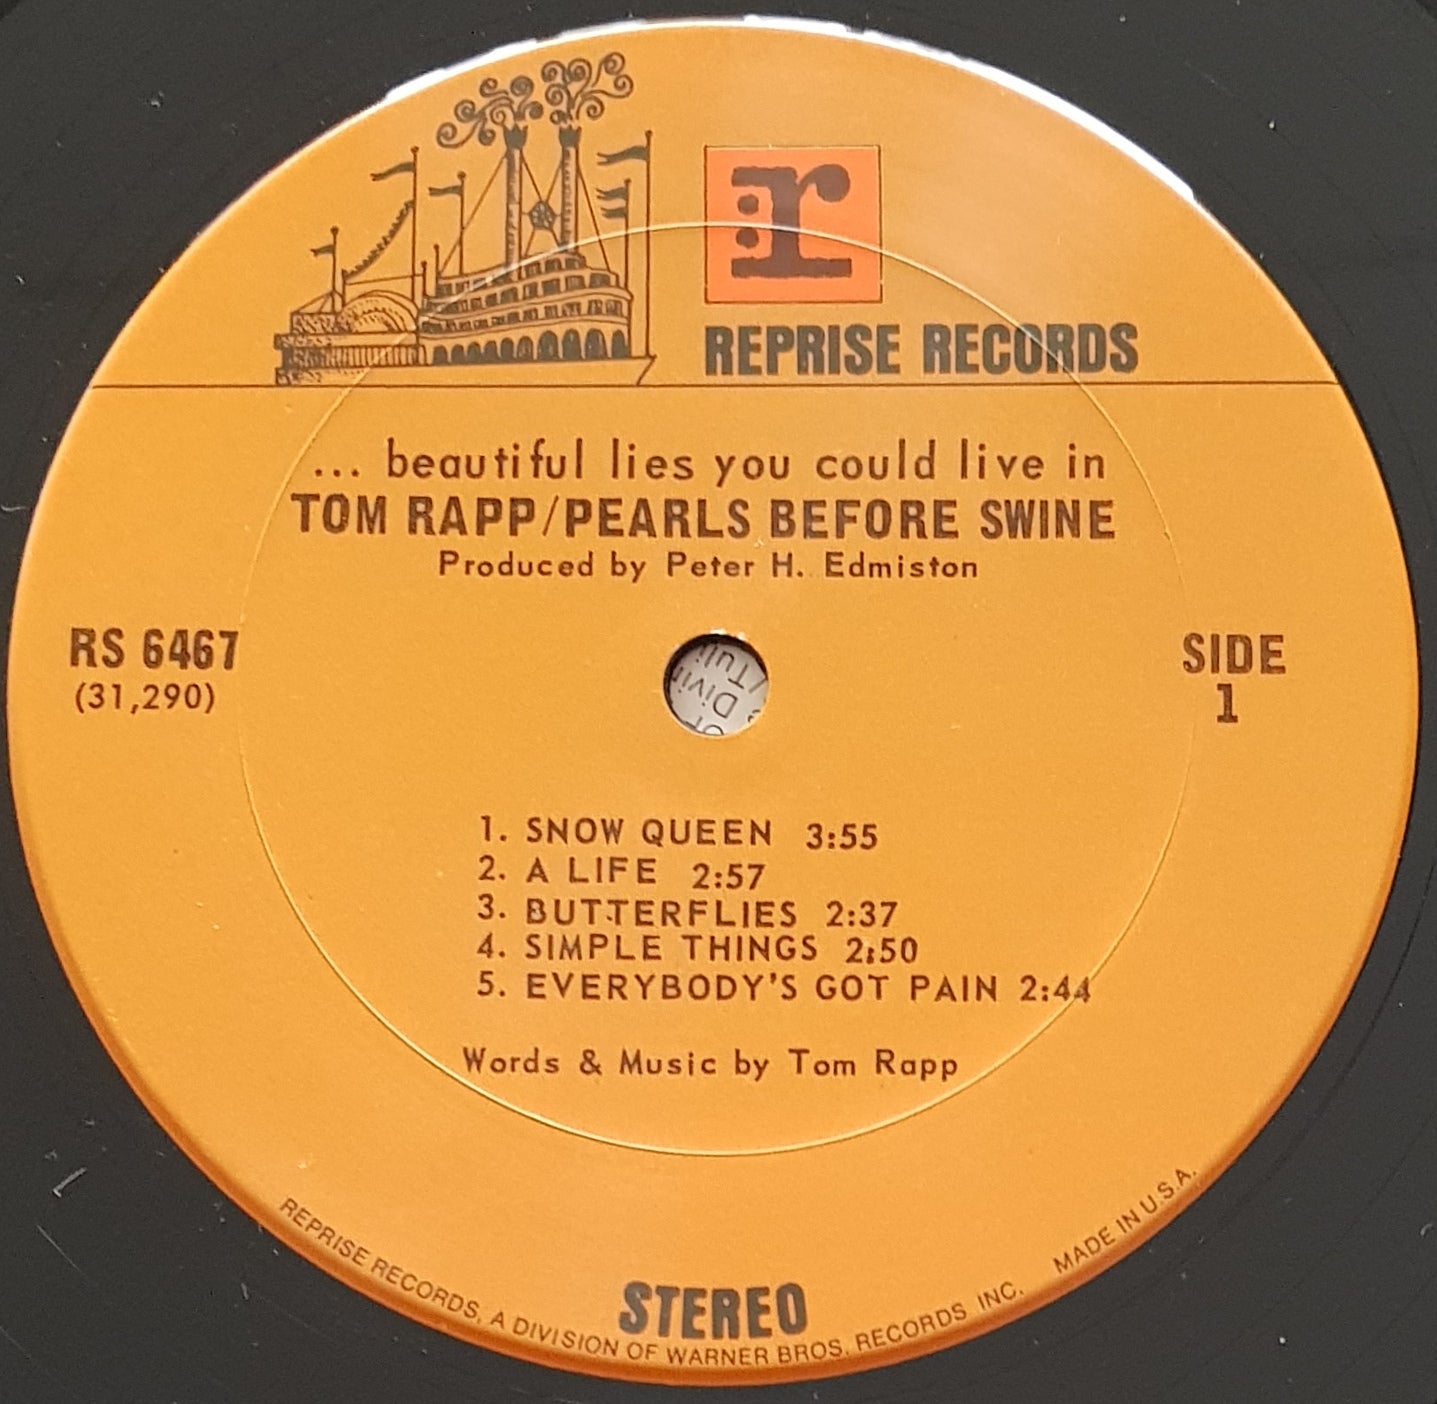 r
REPRISE RECORDS
... beautiful lies you could live in
TOM RAPP/PEARLS BEFORE SWINE
Produced by Peter H. Edmiston
RS 6467
(31,290)
SIDE
1
1. SNOW QUEEN 3:55
2. A LIFE 2:57
3. BUTTERFLIES 2:37
4. SIMPLE THINGS 2:50
5. EVERYBODY'S GOT PAIN 2:44
Words & Music by Tom Rapp
STEREO
REPRISE RECORDS, A DIVISION OF WARNER BROS. RECORDS INC. MADE IN U.S.A.